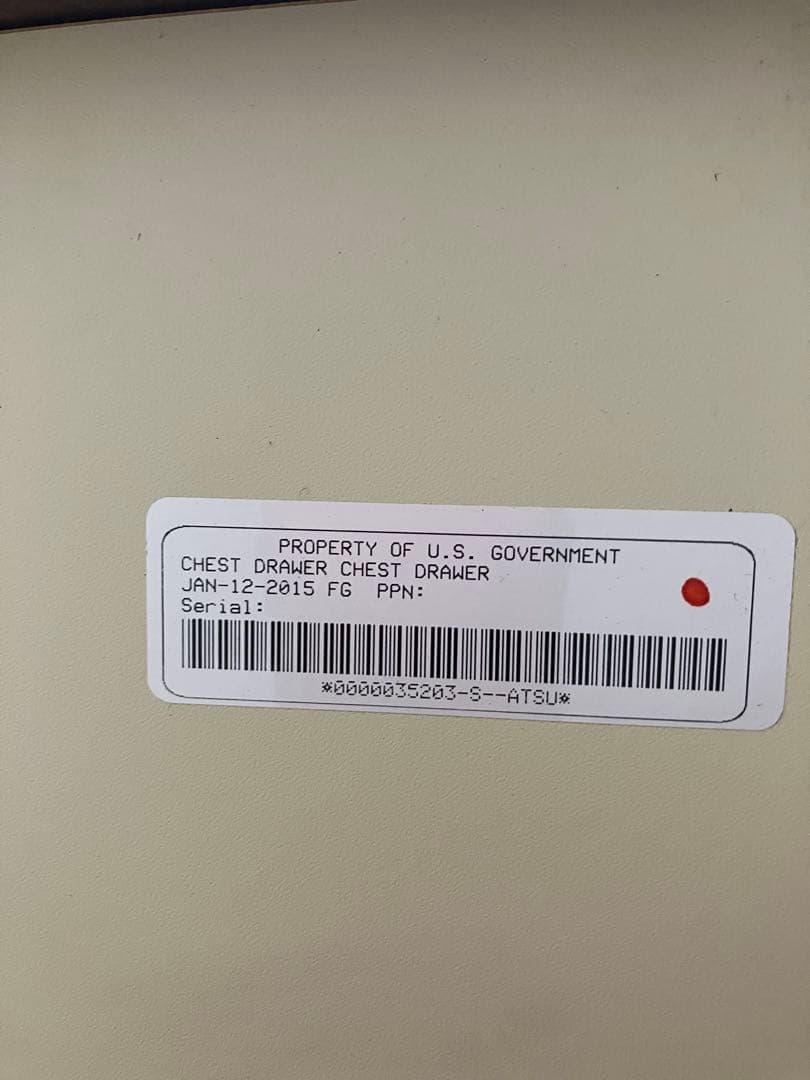 PROPERTY OF U.S. GOVERNMENT
CHEST DRAWER CHEST DRAWER
JAN-12-2015 FG PPN:
Serial:
*0000035203-S--ATSU*